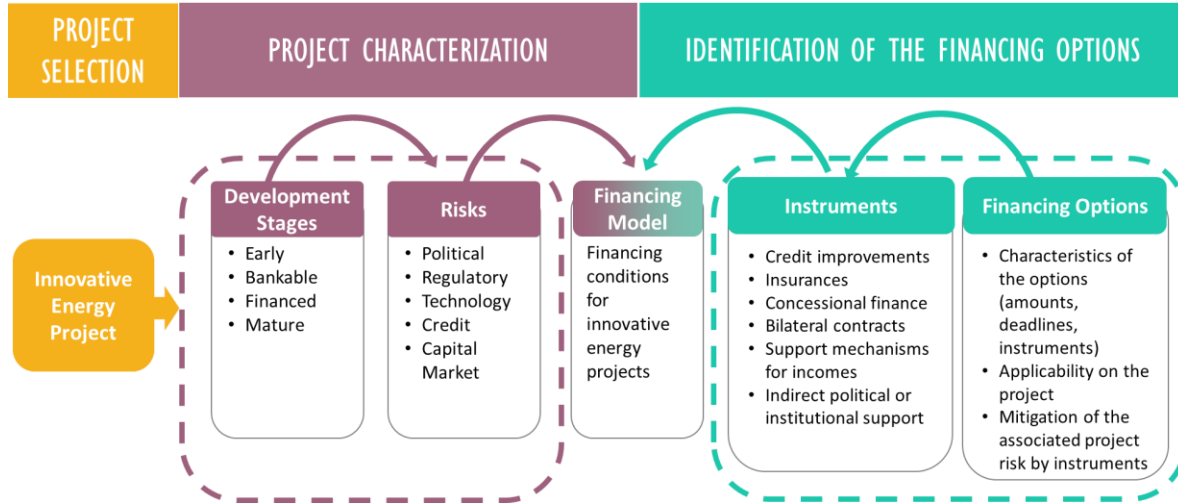 PROJECT
SELECTION
PROJECT CHARACTERIZATION
IDENTIFICATION OF THE FINANCING OPTIONS
Innovative
Energy
Project
Development
Stages
• Early
• Bankable
• Financed
• Mature
Risks
• Political
• Regulatory
• Technology
• Credit
• Capital
Market
Financing
Model
Financing
conditions
for
innovative
energy
projects
Instruments
• Credit improvements
• Insurances
• Concessional finance
• Bilateral contracts
• Support mechanisms
for incomes
• Indirect political or
institutional support
Financing Options
• Characteristics of
the options
(amounts,
deadlines,
instruments)
• Applicability on the
project
• Mitigation of the
associated project
risk by instruments